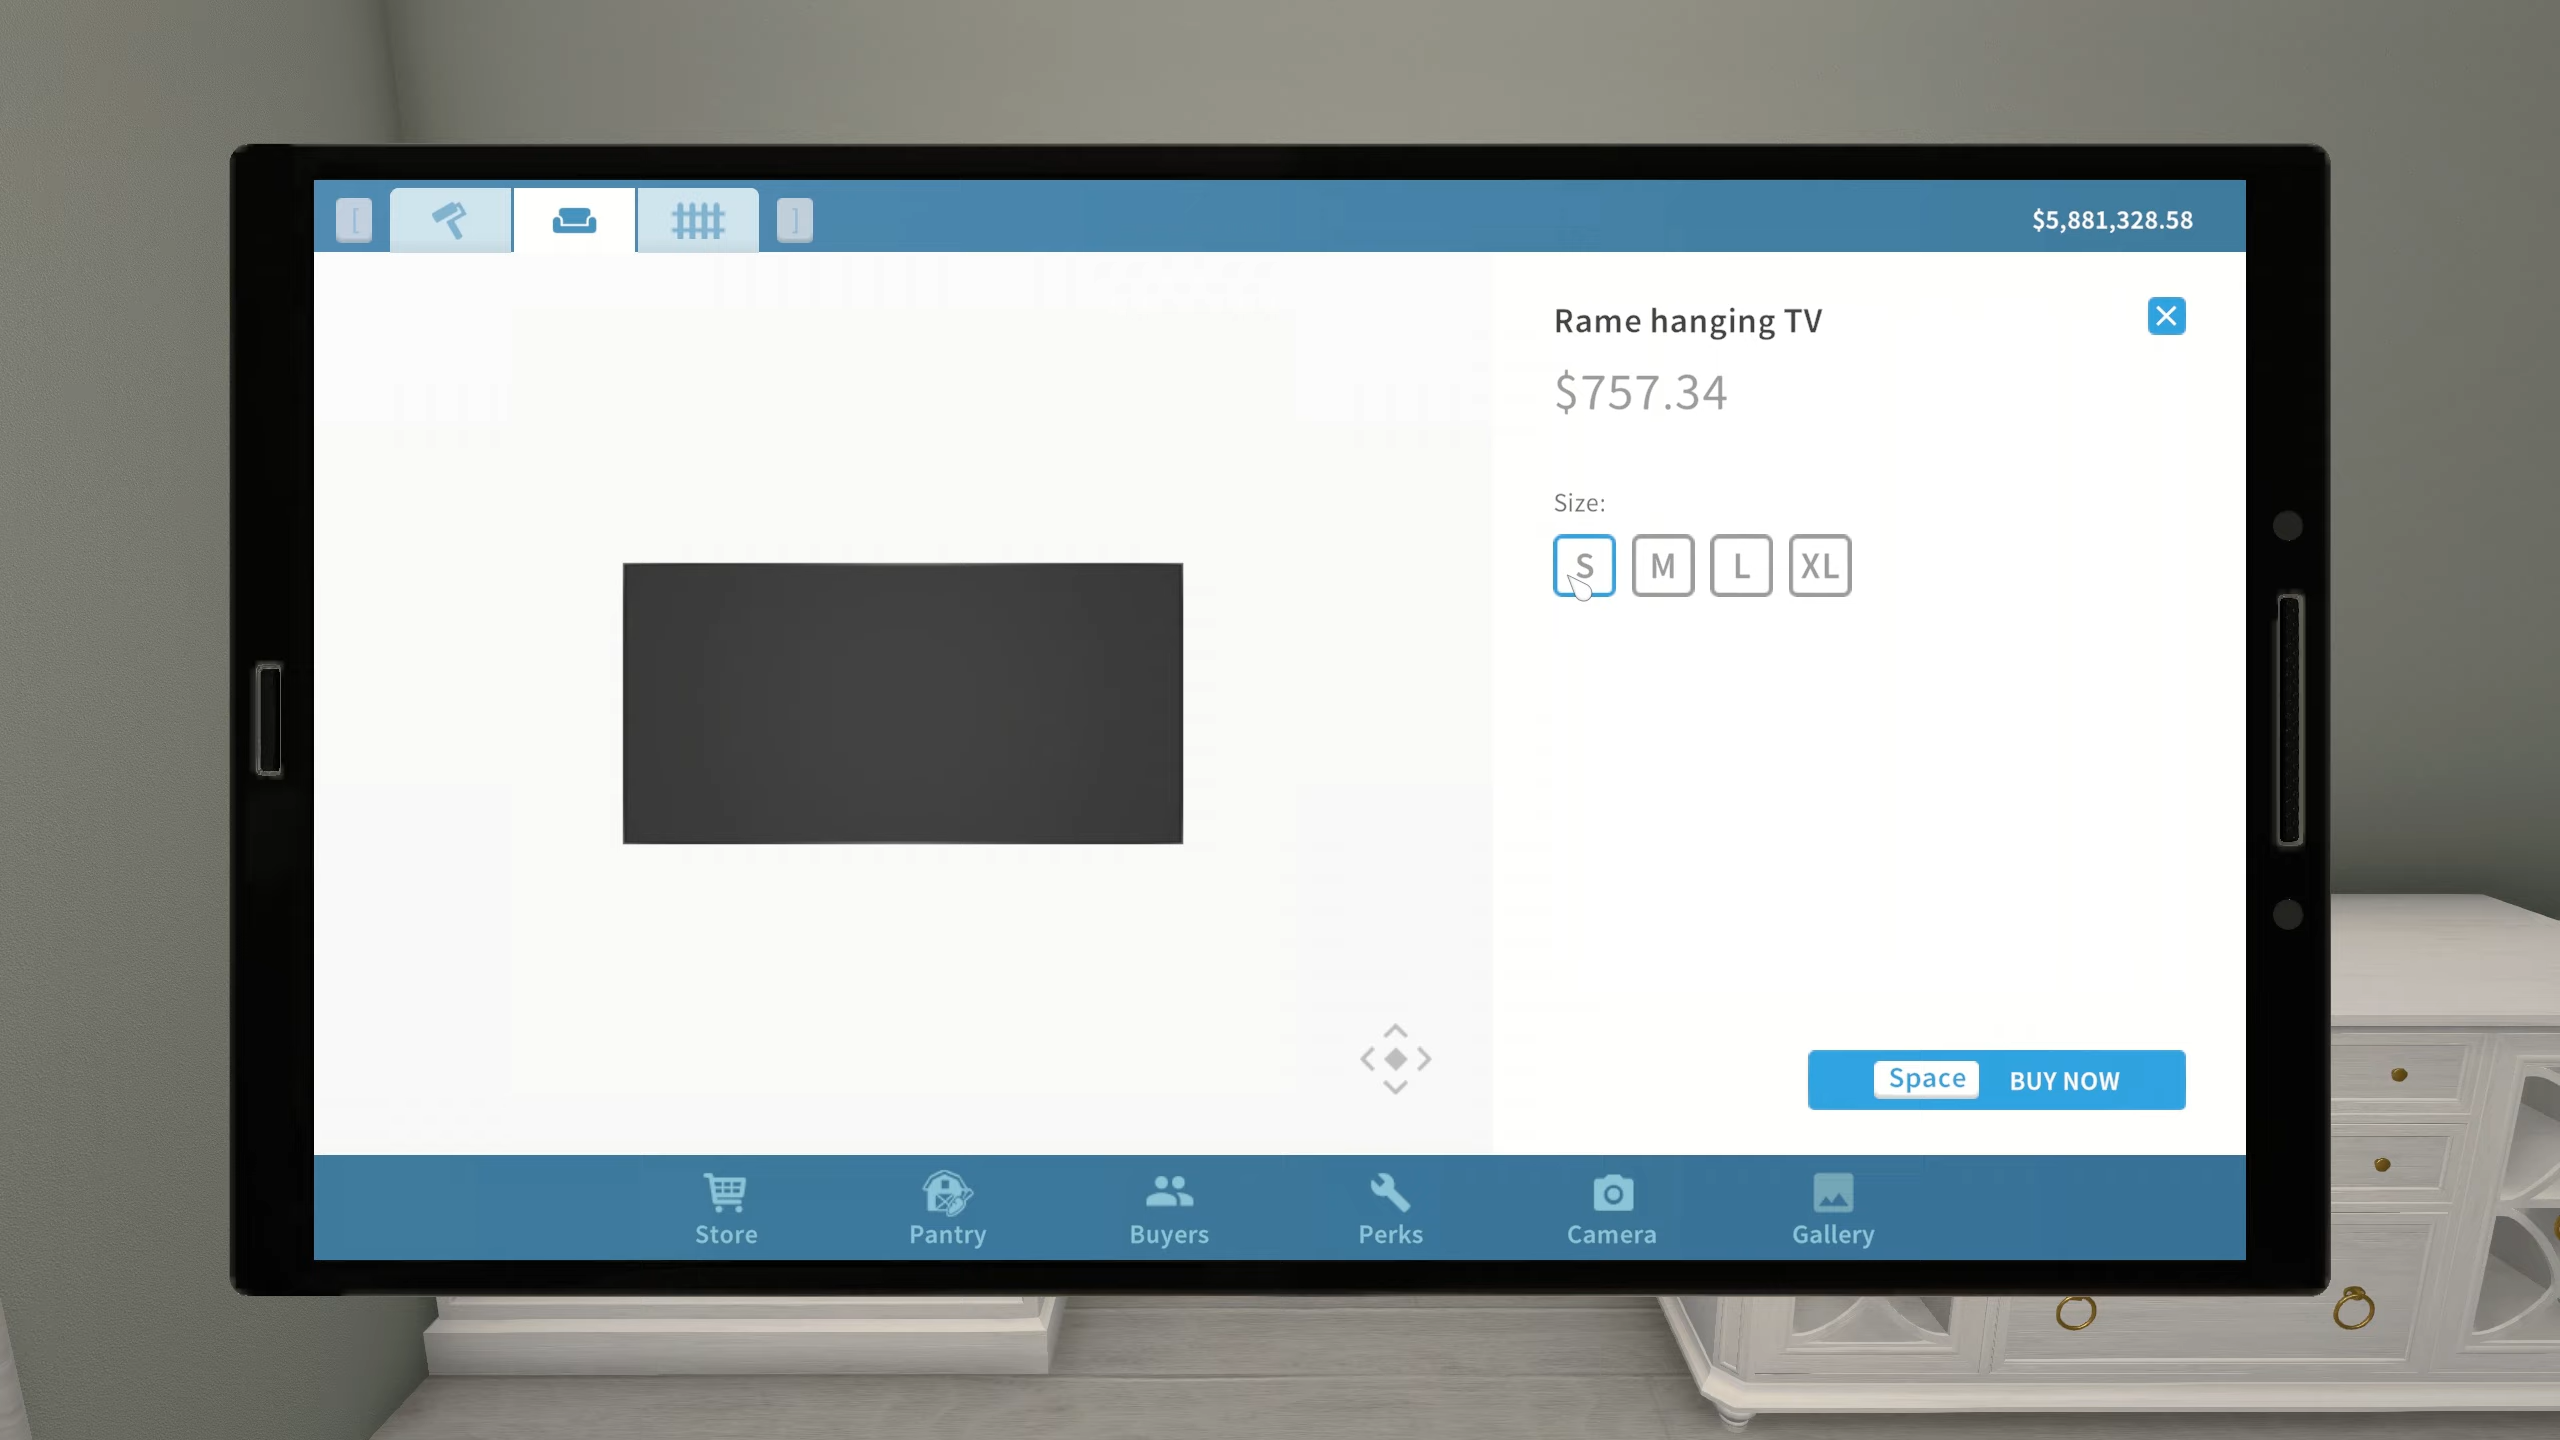 [
]
$5,881,328.58
Rame hanging TV
$757.34
Size:
S M L XL
Space BUY NOW
Store Pantry Buyers Perks Camera Gallery